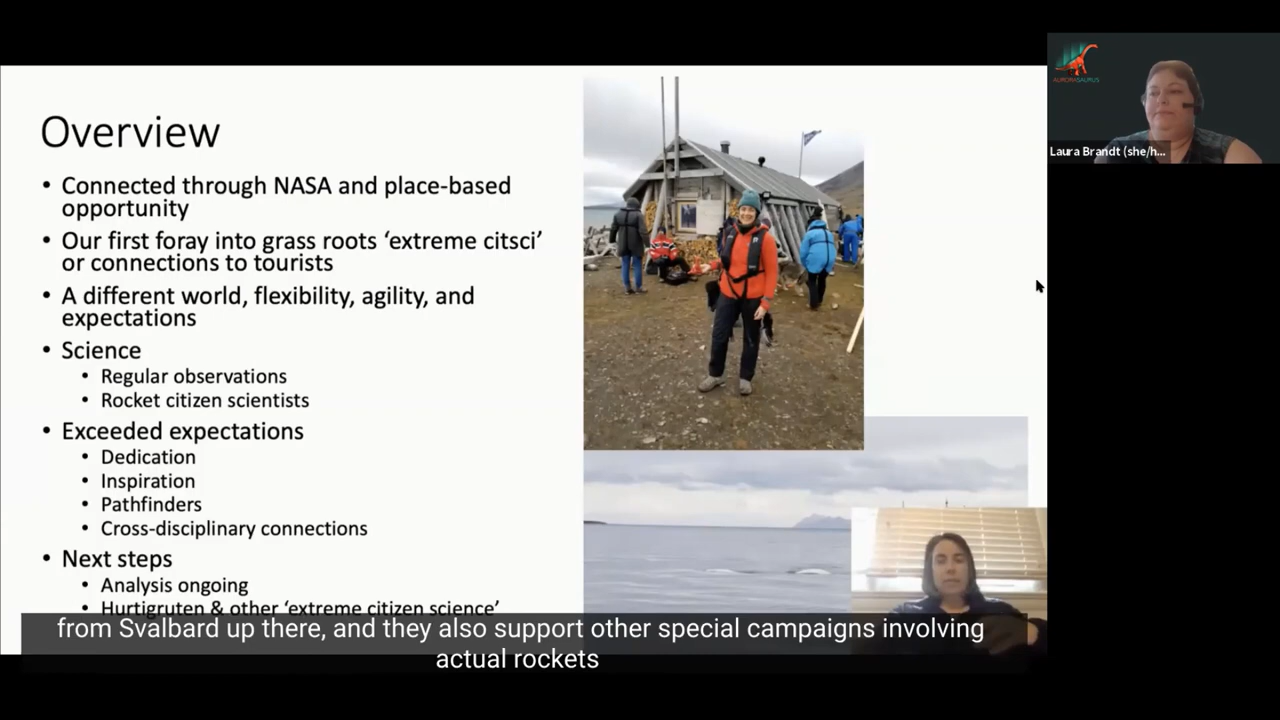 Overview
• Connected through NASA and place-based
opportunity
• Our first foray into grass roots ‘extreme citsci’
or connections to tourists
• A different world, flexibility, agility, and
expectations
• Science
• Regular observations
• Rocket citizen scientists
• Exceeded expectations
• Dedication
• Inspiration
• Pathfinders
• Cross-disciplinary connections
• Next steps
• Analysis ongoing
• Hurtigruten & other ‘extreme citizen science’
from Svalbard up there, and they also support other special campaigns involving
actual rockets
AURORASAURUS
Laura Brandt (she/h...